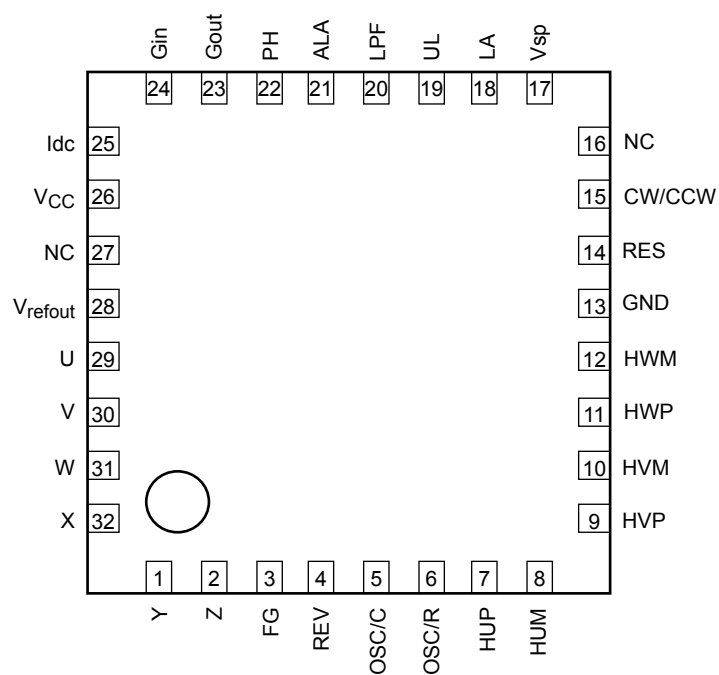 Gin Gout PH ALA LPF UL LA Vsp
24 23 22 21 20 19 18 17
Idc 25 16 NC
VCC 26 15 CW/CCW
NC 27 14 RES
Vrefout 28 13 GND
U 29 12 HWM
V 30 11 HWP
W 31 10 HVM
X 32 9 HVP
1 2 3 4 5 6 7 8
Y Z FG REV OSC/C OSC/R HUP HUM